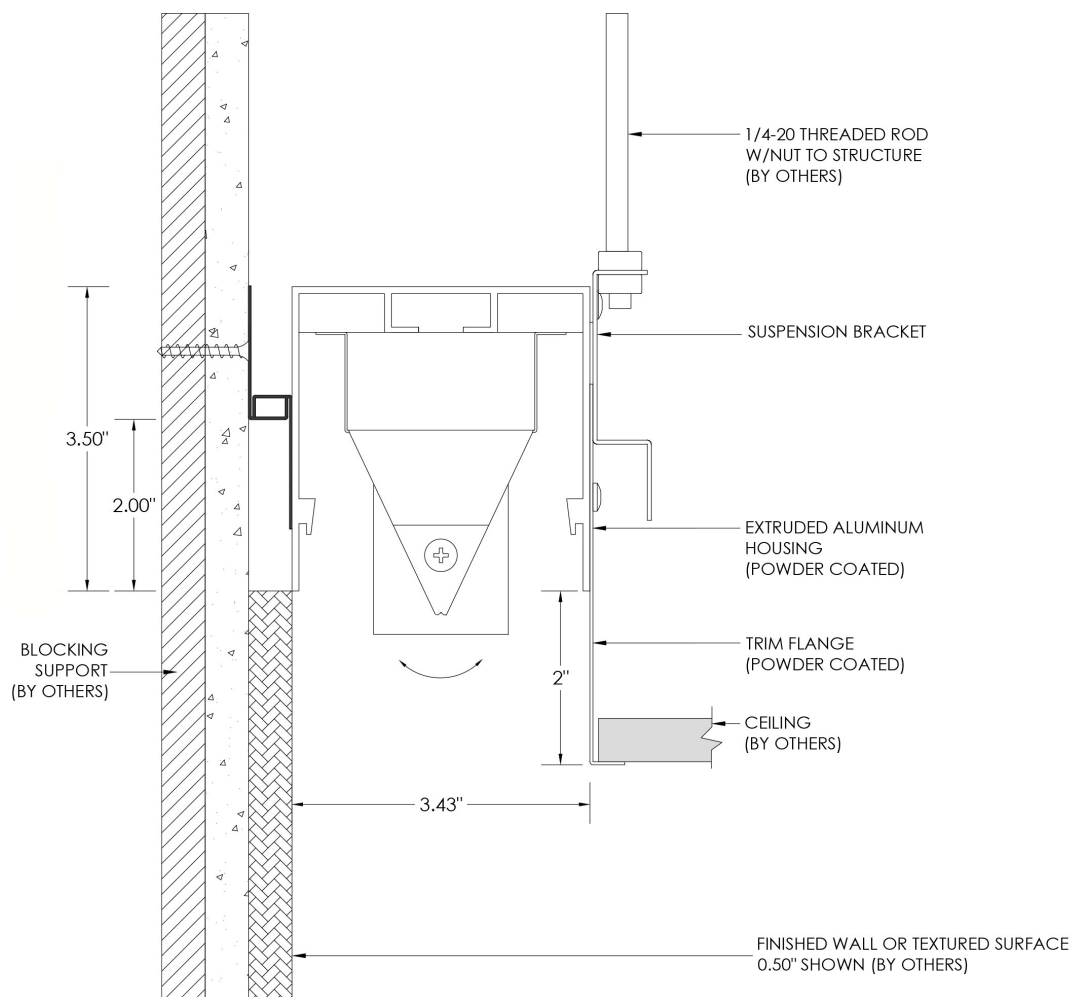 1/4-20 THREADED ROD
W/NUT TO STRUCTURE
(BY OTHERS)
SUSPENSION BRACKET
3.50"
2.00"
EXTRUDED ALUMINUM
HOUSING
(POWDER COATED)
BLOCKING
SUPPORT
(BY OTHERS)
TRIM FLANGE
(POWDER COATED)
2"
CEILING
(BY OTHERS)
3.43"
FINISHED WALL OR TEXTURED SURFACE
0.50" SHOWN (BY OTHERS)